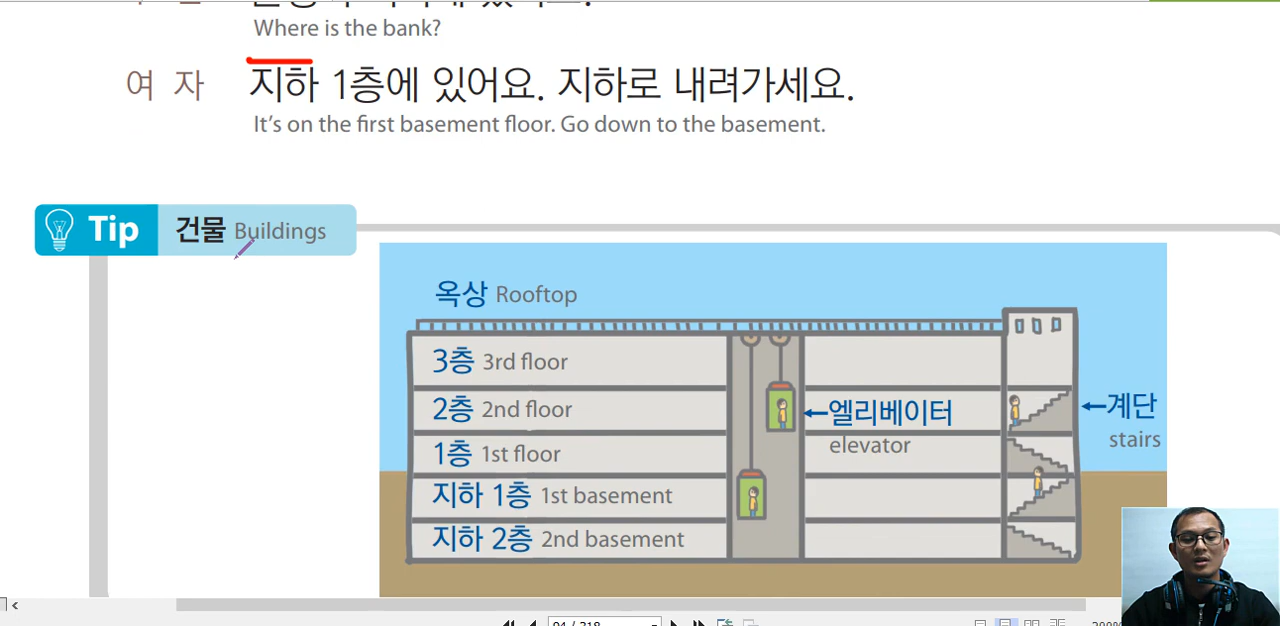 Where is the bank?
여 자 지하 1층에 있어요. 지하로 내려가세요.
It's on the first basement floor. Go down to the basement.
Tip 건물 Buildings
옥상 Rooftop
3층 3rd floor
2층 2nd floor
←엘리베이터
elevator
←계단
stairs
1층 1st floor
지하 1층 1st basement
지하 2층 2nd basement